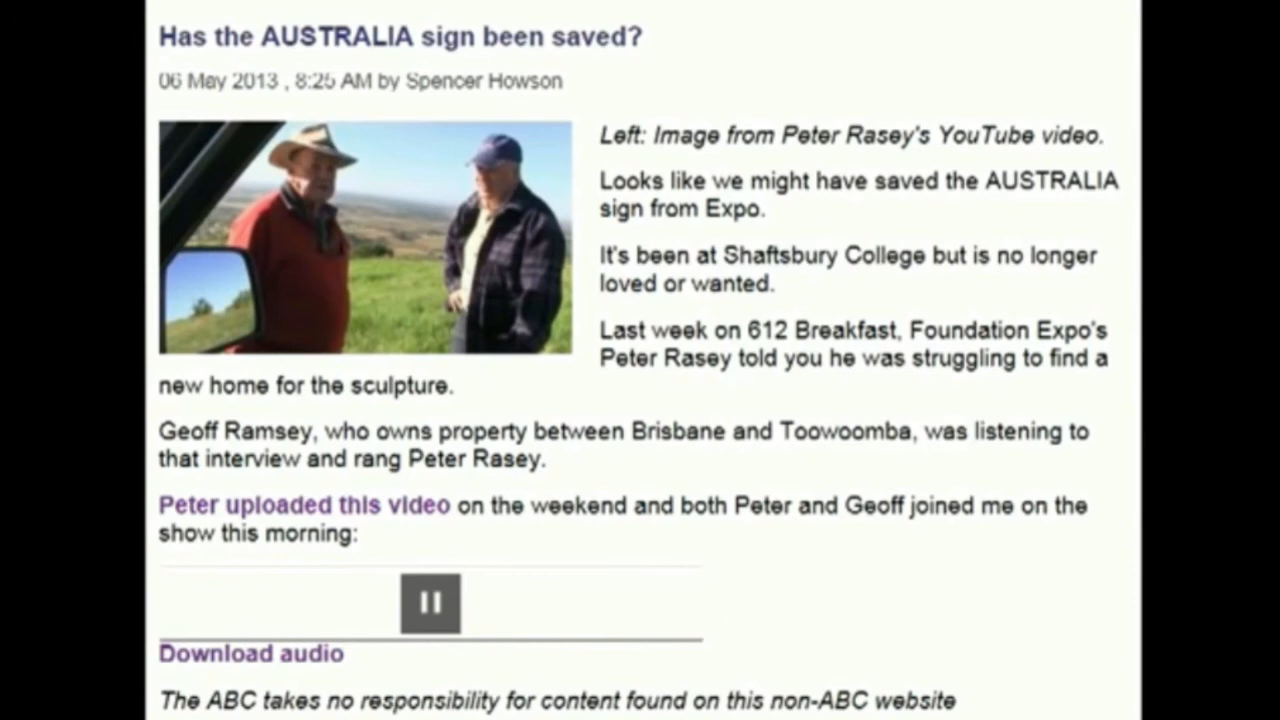 Has the AUSTRALIA sign been saved?
06 May 2013 , 8:25 AM by Spencer Howson
Left: Image from Peter Rasey's YouTube video.
Looks like we might have saved the AUSTRALIA
sign from Expo.
It's been at Shaftsbury College but is no longer
loved or wanted.
Last week on 612 Breakfast, Foundation Expo's
Peter Rasey told you he was struggling to find a
new home for the sculpture.
Geoff Ramsey, who owns property between Brisbane and Toowoomba, was listening to
that interview and rang Peter Rasey.
Peter uploaded this video on the weekend and both Peter and Geoff joined me on the
show this morning:
Download audio
The ABC takes no responsibility for content found on this non-ABC website